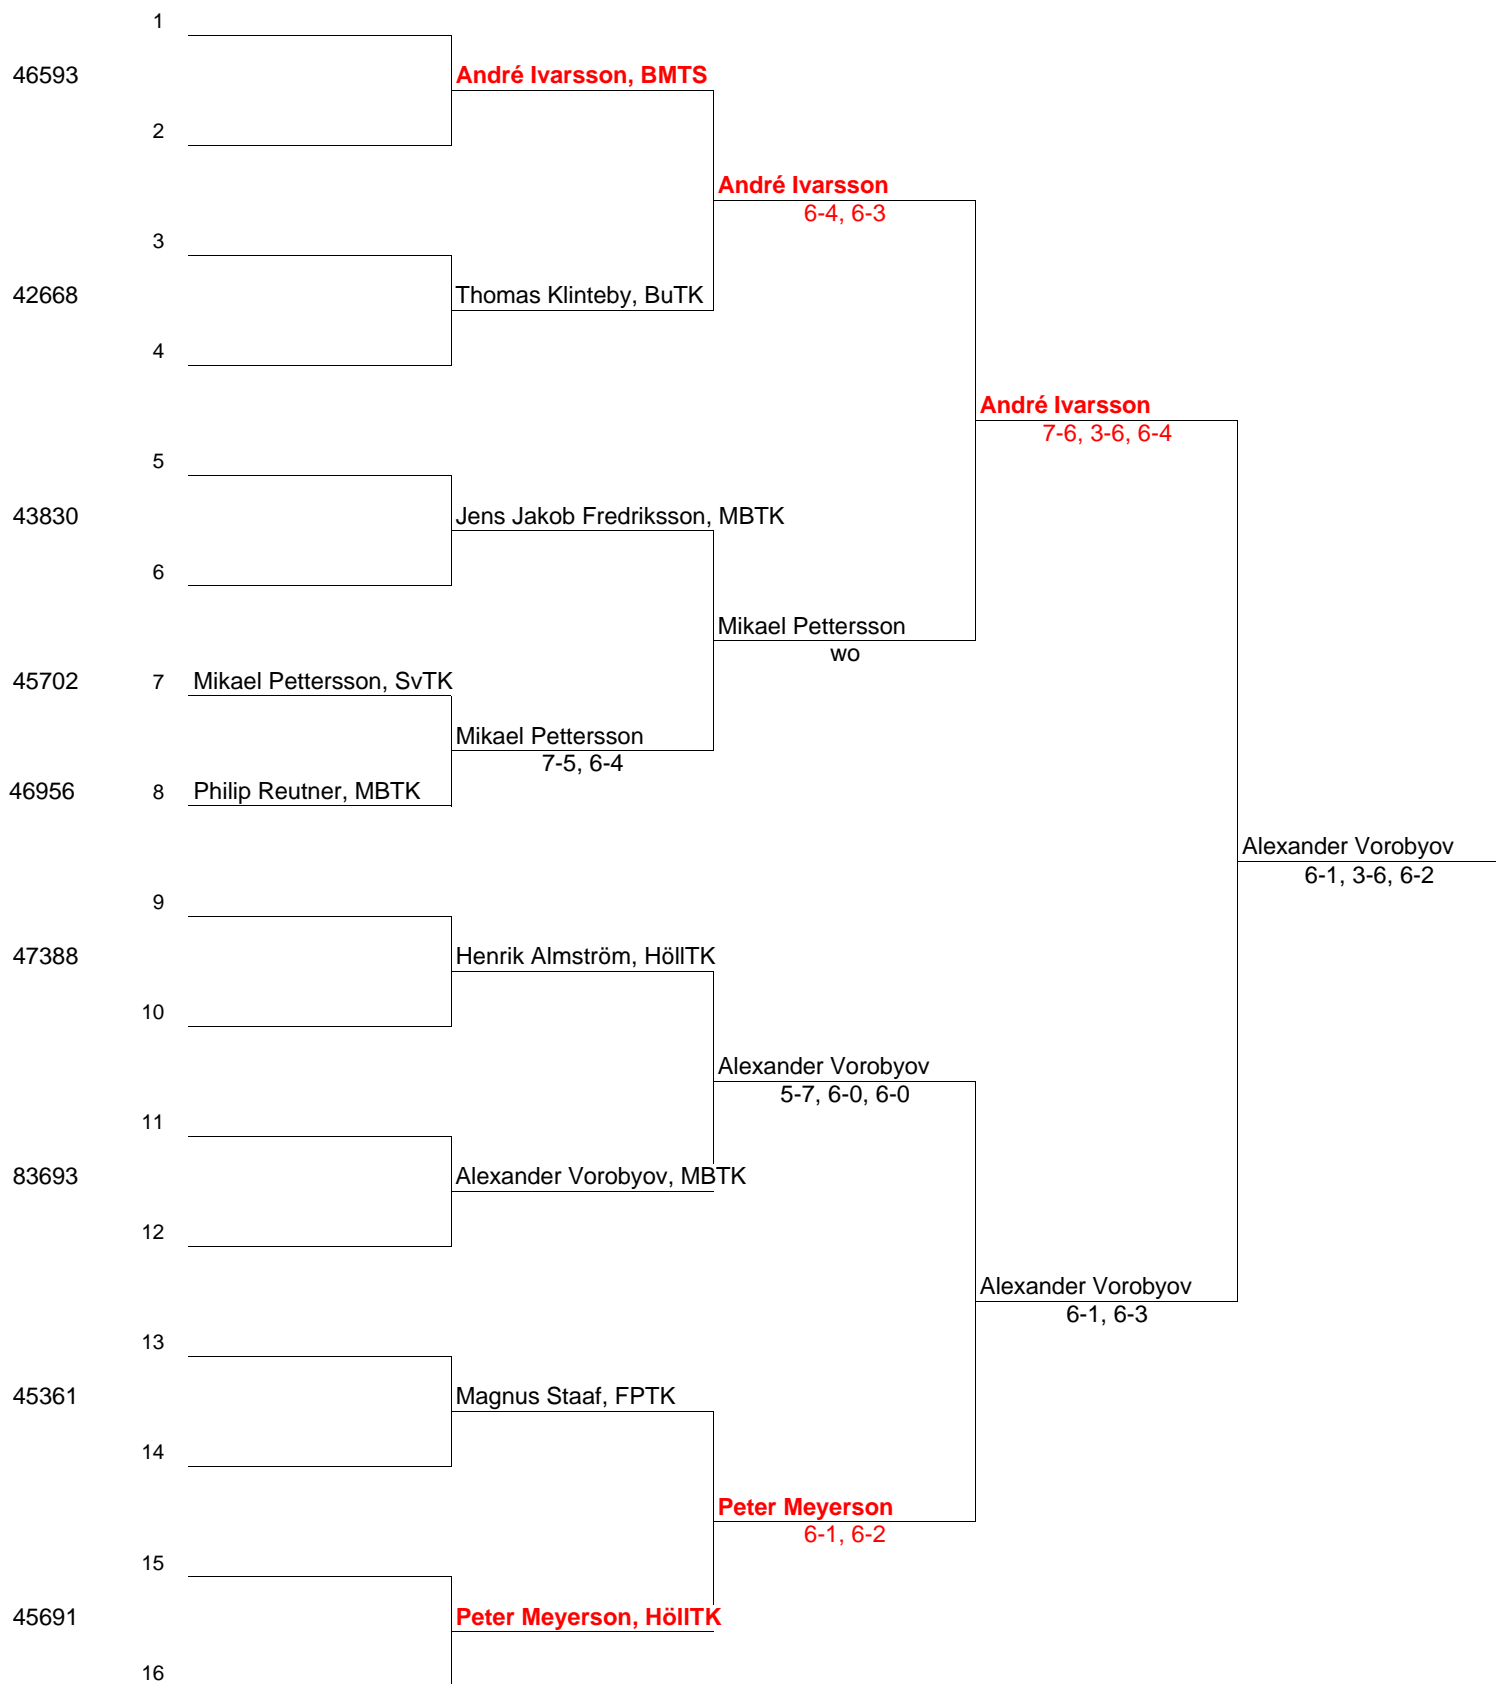 1
46593
André Ivarsson, BMTS
2
André Ivarsson
6-4, 6-3
3
42668
Thomas Klinteby, BuTK
4
André Ivarsson
7-6, 3-6, 6-4
5
43830
Jens Jakob Fredriksson, MBTK
6
Mikael Pettersson
wo
45702 7 Mikael Pettersson, SvTK
Mikael Pettersson
7-5, 6-4
46956 8 Philip Reutner, MBTK
Alexander Vorobyov
6-1, 3-6, 6-2
9
47388
Henrik Almström, HöllTK
10
Alexander Vorobyov
5-7, 6-0, 6-0
11
83693
Alexander Vorobyov, MBTK
12
Alexander Vorobyov
6-1, 6-3
13
45361
Magnus Staaf, FPTK
14
Peter Meyerson
6-1, 6-2
15
45691
Peter Meyerson, HöllTK
16